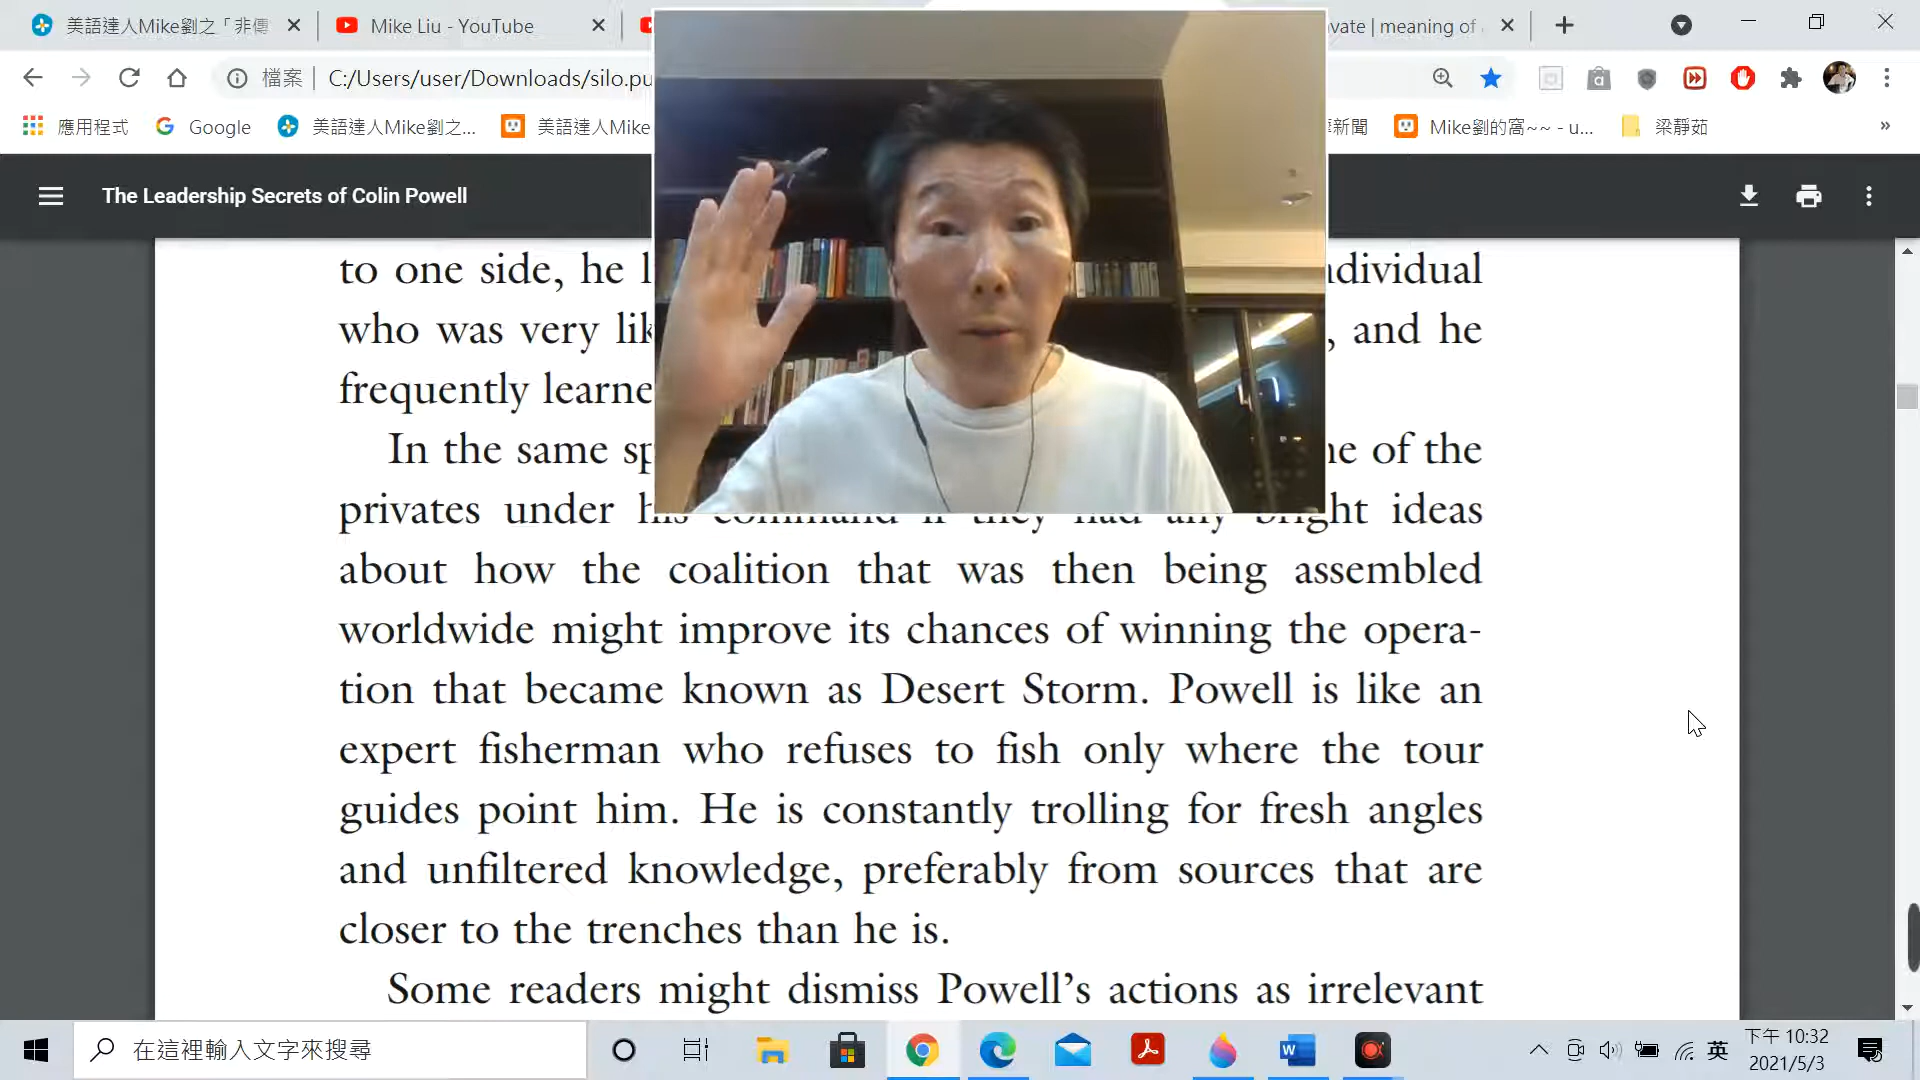 美語達人Mike劉之「非傳
Mike Liu - YouTube
vate | meaning of
檔案
C:/Users/user/Downloads/silo.pu
應用程式
Google
美語達人Mike劉之...
美語達人Mike
新聞
Mike劉的窩~~ - u...
梁靜茹
»
The Leadership Secrets of Colin Powell
to one side, he dividual
who was very , and he
frequently learne
In the same of the
privates under his command if they had any bright ideas
about how the coalition that was then being assembled
worldwide might improve its chances of winning the opera-
tion that became known as Desert Storm. Powell is like an
expert fisherman who refuses to fish only where the tour
guides point him. He is constantly trolling for fresh angles
and unfiltered knowledge, preferably from sources that are
closer to the trenches than he is.
Some readers might dismiss Powell's actions as irrelevant
在這裡輸入文字來搜尋
英
下午 10:32
2021/5/3